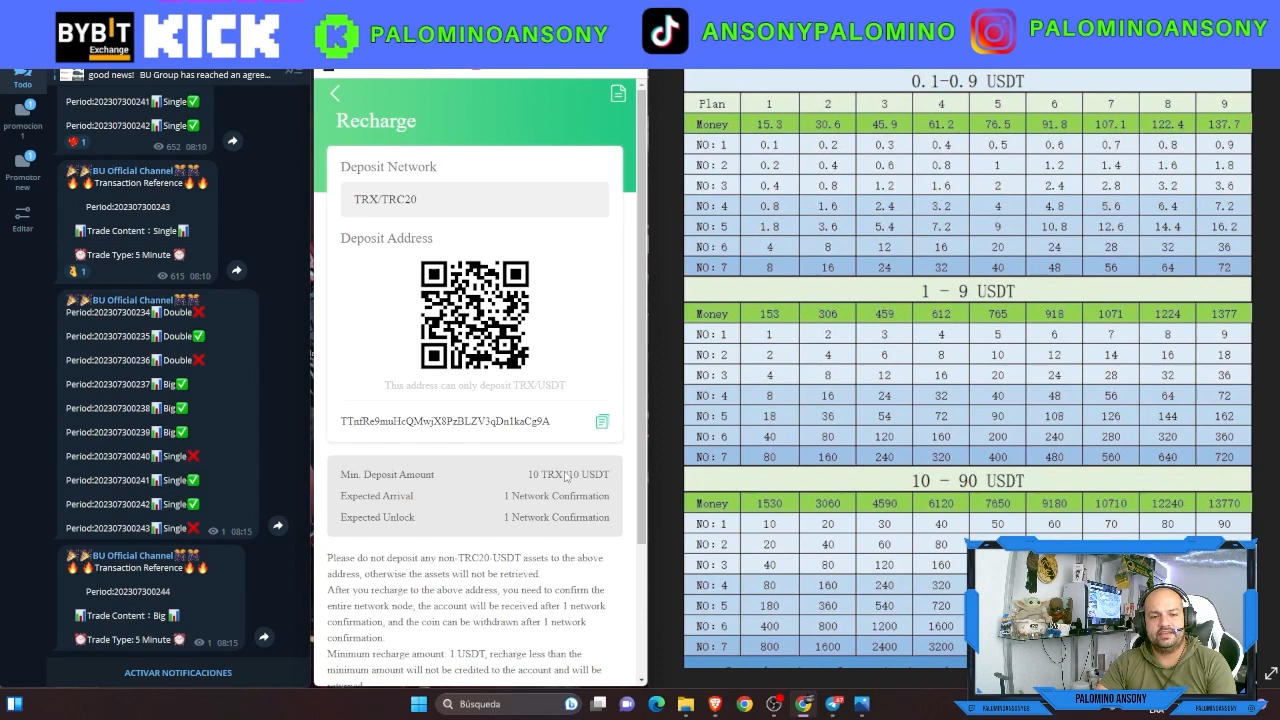 BYBIT
Exchange
KICK
PALOMINOANSONY
ANSONYPALOMINO
PALOMINOANSONY
Todo
promocion
1
Promotor
new
Editar
good news! BU Group has reached an agree...
Period:202307300241📊Single✅
Period:202307300242📊Single✅
1
652 08:10
🎉🎉BU Official Channel🎊🎊
🔥🔥Transaction Reference🔥🔥
Period:202307300243
📊Trade Content：Single📊
⏰Trade Type: 5 Minute⏰
1
615 08:10
🎉🎉BU Official Channel🎊🎊
Period:202307300234📊Double❌
Period:202307300235📊Double✅
Period:202307300236📊Double❌
Period:202307300237📊Big✅
Period:202307300238📊Big✅
Period:202307300239📊Big✅
Period:202307300240📊Single❌
Period:202307300241📊Single✅
Period:202307300242📊Single✅
Period:202307300243📊Single❌
1 08:15
🎉🎉BU Official Channel🎊🎊
🔥🔥Transaction Reference🔥🔥
Period:202307300244
📊Trade Content：Big📊
⏰Trade Type: 5 Minute⏰
1 08:15
ACTIVAR NOTIFICACIONES
Recharge
Deposit Network
TRX/TRC20
Deposit Address
This address can only deposit TRX/USDT
TTnfRe9muHcQMwjX8PzBLZV3qDn1kaCg9A
Min. Deposit Amount 10 TRX/10 USDT
Expected Arrival 1 Network Confirmation
Expected Unlock 1 Network Confirmation
Please do not deposit any non-TRC20-USDT assets to the above
address, otherwise the assets will not be retrieved.
After you recharge to the above address, you need to confirm the
entire network node, the account will be received after 1 network
confirmation, and the coin can be withdrawn after 1 network
confirmation.
Minimum recharge amount: 1 USDT, recharge less than the
minimum amount will not be credited to the account and will be
returned.
0.1-0.9 USDT
Plan 1 2 3 4 5 6 7 8 9
Money 15.3 30.6 45.9 61.2 76.5 91.8 107.1 122.4 137.7
NO: 1 0.1 0.2 0.3 0.4 0.5 0.6 0.7 0.8 0.9
NO: 2 0.2 0.4 0.6 0.8 1 1.2 1.4 1.6 1.8
NO: 3 0.4 0.8 1.2 1.6 2 2.4 2.8 3.2 3.6
NO: 4 0.8 1.6 2.4 3.2 4 4.8 5.6 6.4 7.2
NO: 5 1.8 3.6 5.4 7.2 9 10.8 12.6 14.4 16.2
NO: 6 4 8 12 16 20 24 28 32 36
NO: 7 8 16 24 32 40 48 56 64 72
1 - 9 USDT
Money 153 306 459 612 765 918 1071 1224 1377
NO: 1 1 2 3 4 5 6 7 8 9
NO: 2 2 4 6 8 10 12 14 16 18
NO: 3 4 8 12 16 20 24 28 32 36
NO: 4 8 16 24 32 40 48 56 64 72
NO: 5 18 36 54 72 90 108 126 144 162
NO: 6 40 80 120 160 200 240 280 320 360
NO: 7 80 160 240 320 400 480 560 640 720
10 - 90 USDT
Money 1530 3060 4590 6120 7650 9180 10710 12240 13770
NO: 1 10 20 30 40 50 60 70 80 90
NO: 2 20 40 60 80
NO: 3 40 80 120 160
NO: 4 80 160 240 320
NO: 5 180 360 540 720
NO: 6 400 800 1200 1600
NO: 7 800 1600 2400 3200
PALOMINO ANSONY
Búsqueda